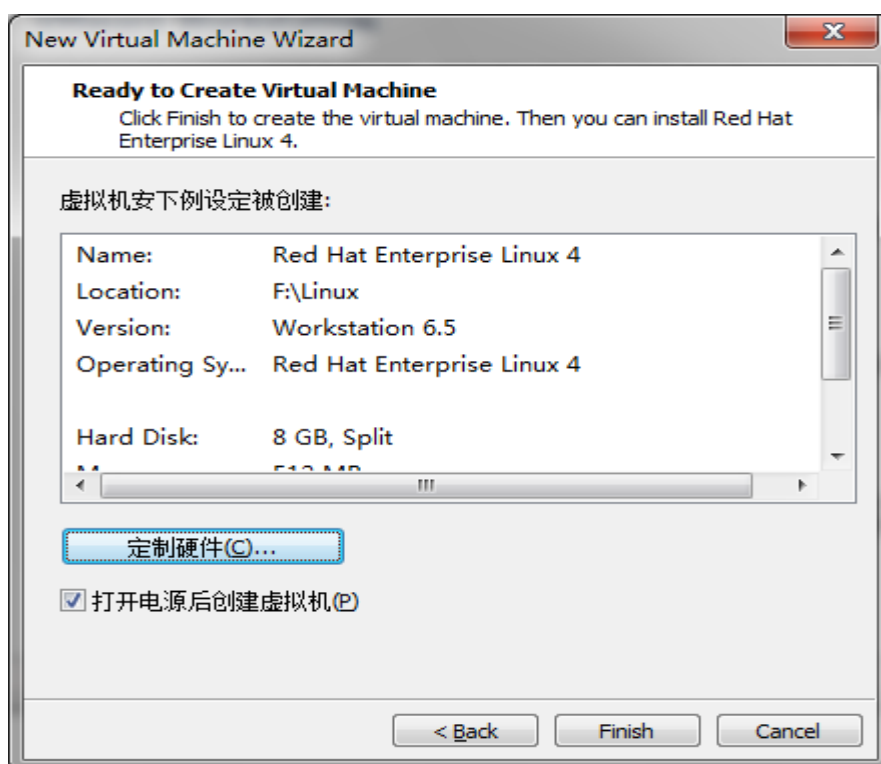 New Virtual Machine Wizard
Ready to Create Virtual Machine
Click Finish to create the virtual machine. Then you can install Red Hat
Enterprise Linux 4.
虚拟机安下例设定被创建:
Name: Red Hat Enterprise Linux 4
Location: F:\Linux
Version: Workstation 6.5
Operating Sy... Red Hat Enterprise Linux 4
Hard Disk: 8 GB, Split
512 MB
定制硬件(C)...
打开电源后创建虚拟机(P)
< Back Finish Cancel